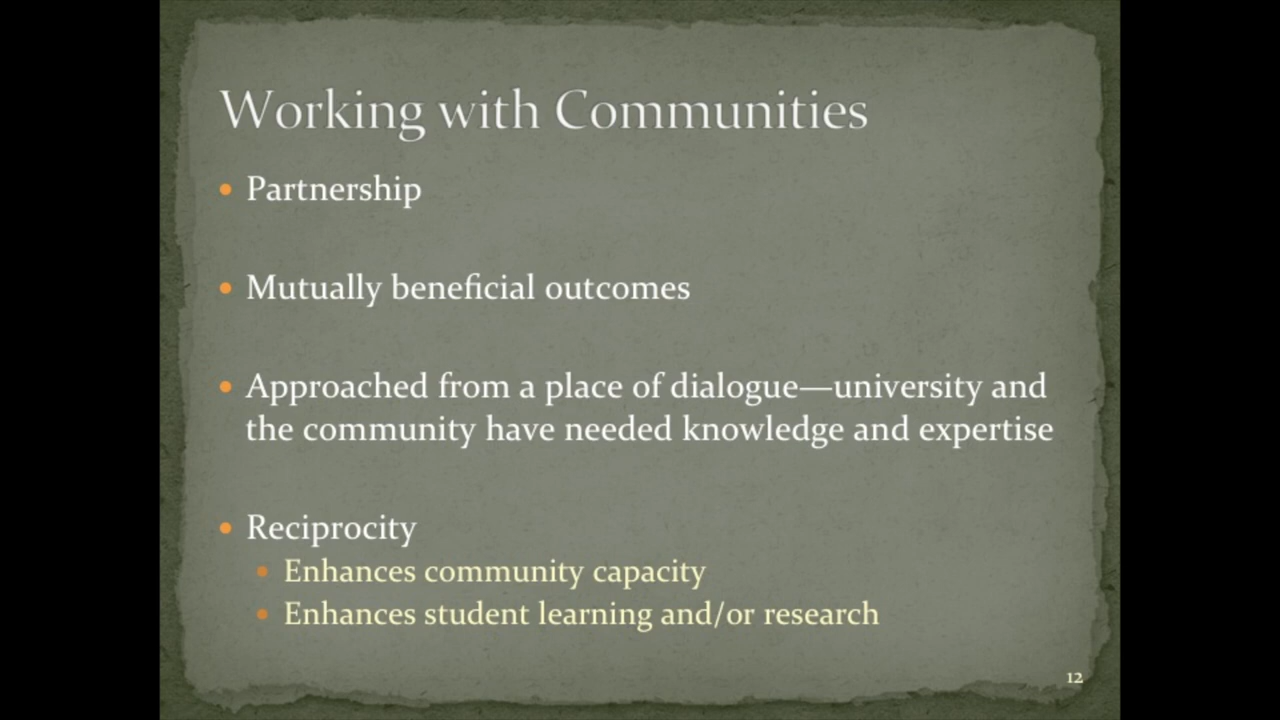 Working with Communities
• Partnership
• Mutually beneficial outcomes
• Approached from a place of dialogue—university and
the community have needed knowledge and expertise
• Reciprocity
• Enhances community capacity
• Enhances student learning and/or research
12